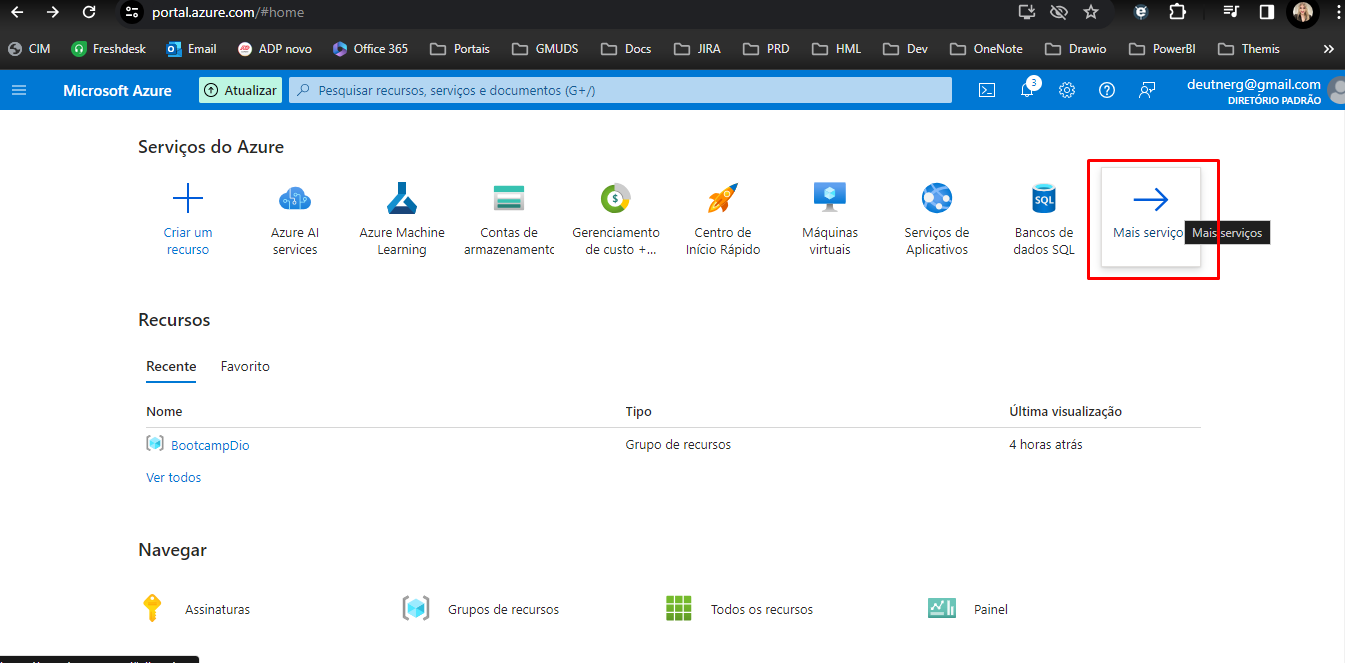 portal.azure.com/#home
CIM
Freshdesk
Email
ADP novo
Office 365
Portais
GMUDS
Docs
JIRA
PRD
HML
Dev
OneNote
Drawio
PowerBI
Themis
»
Microsoft Azure
Atualizar
Pesquisar recursos, serviços e documentos (G+/)
3
deutnerg@gmail.com
DIRETÓRIO PADRÃO
Serviços do Azure
Criar um
recurso
Azure AI
services
Azure Machine
Learning
Contas de
armazenamento
Gerenciamento
de custo +...
$
Centro de
Início Rápido
Máquinas
virtuais
Serviços de
Aplicativos
SQL
Bancos de
dados SQL
Mais serviço
Mais serviços
Recursos
Recente
Favorito
Nome
Tipo
Última visualização
BootcampDio
Grupo de recursos
4 horas atrás
Ver todos
Navegar
Assinaturas
Grupos de recursos
Todos os recursos
Painel